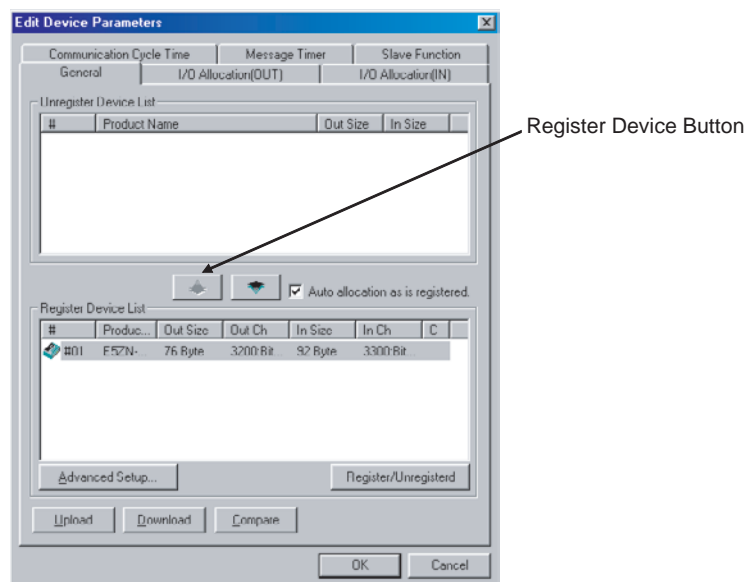 Edit Device Parameters
Communication Cycle Time Message Timer Slave Function
General I/O Allocation(OUT) I/O Allocation(IN)
Unregister Device List
# Product Name Out Size In Size
Register Device Button
Auto allocation as is registered.
Register Device List
# Produc... Out Size Out Ch In Size In Ch C
#01 E5ZN-... 76 Byte 3200:Bit... 92 Byte 3300:Bit...
Advanced Setup... Register/Unregisterd
Upload Download Compare
OK Cancel